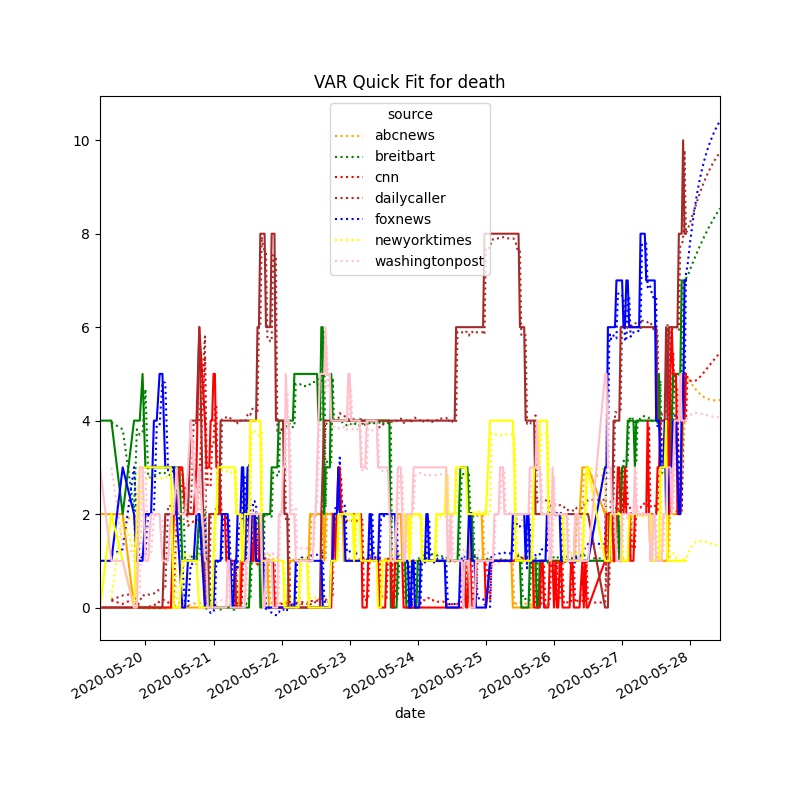 VAR Quick Fit for death
source
abcnews
breitbart
cnn
dailycaller
foxnews
newyorktimes
washingtonpost
10
8
6
4
2
0
2020-05-20
2020-05-21
2020-05-22
2020-05-23
2020-05-24
2020-05-25
2020-05-26
2020-05-27
2020-05-28
date